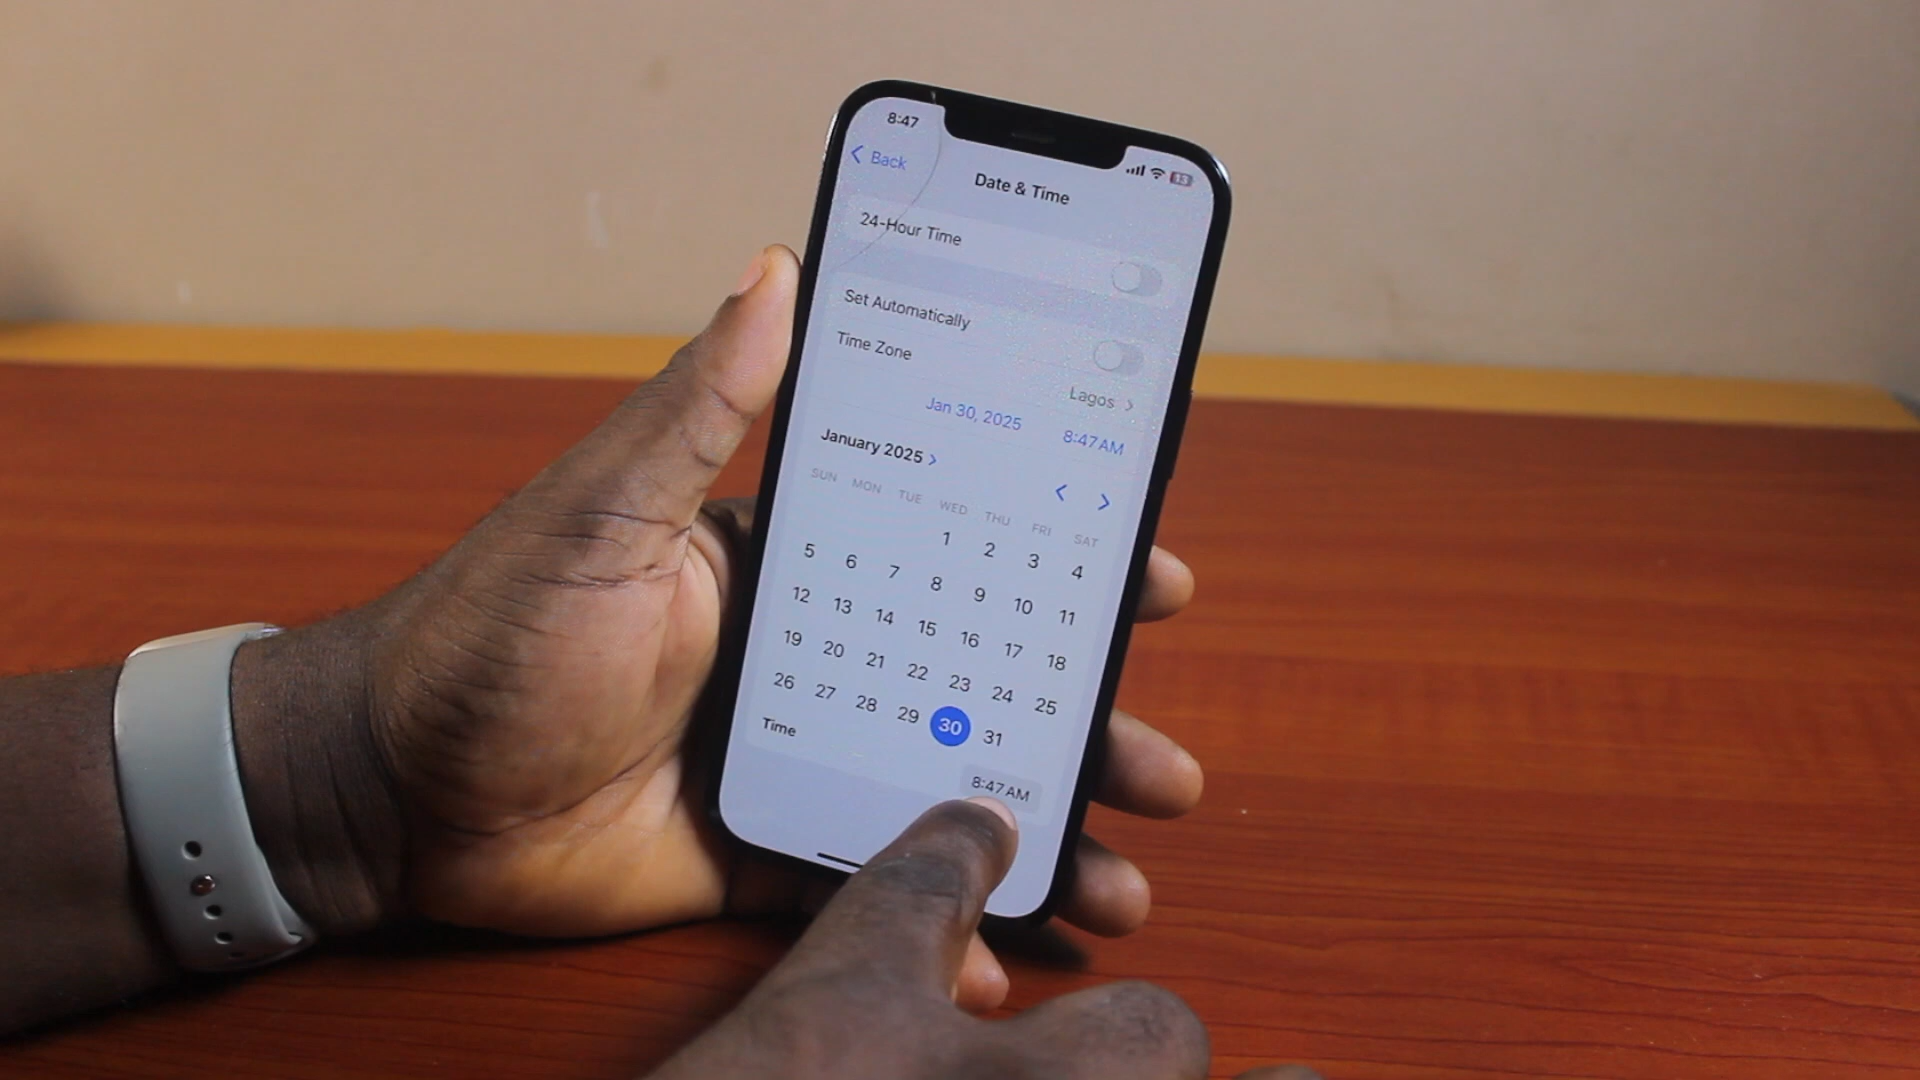 8:47
13
Back
Date & Time
24-Hour Time
Set Automatically
Time Zone
Lagos
Jan 30, 2025 8:47 AM
January 2025
SUN MON TUE WED THU FRI SAT
1 2 3 4
5 6 7 8 9 10 11
12 13 14 15 16 17 18
19 20 21 22 23 24 25
26 27 28 29 30 31
Time
8:47 AM